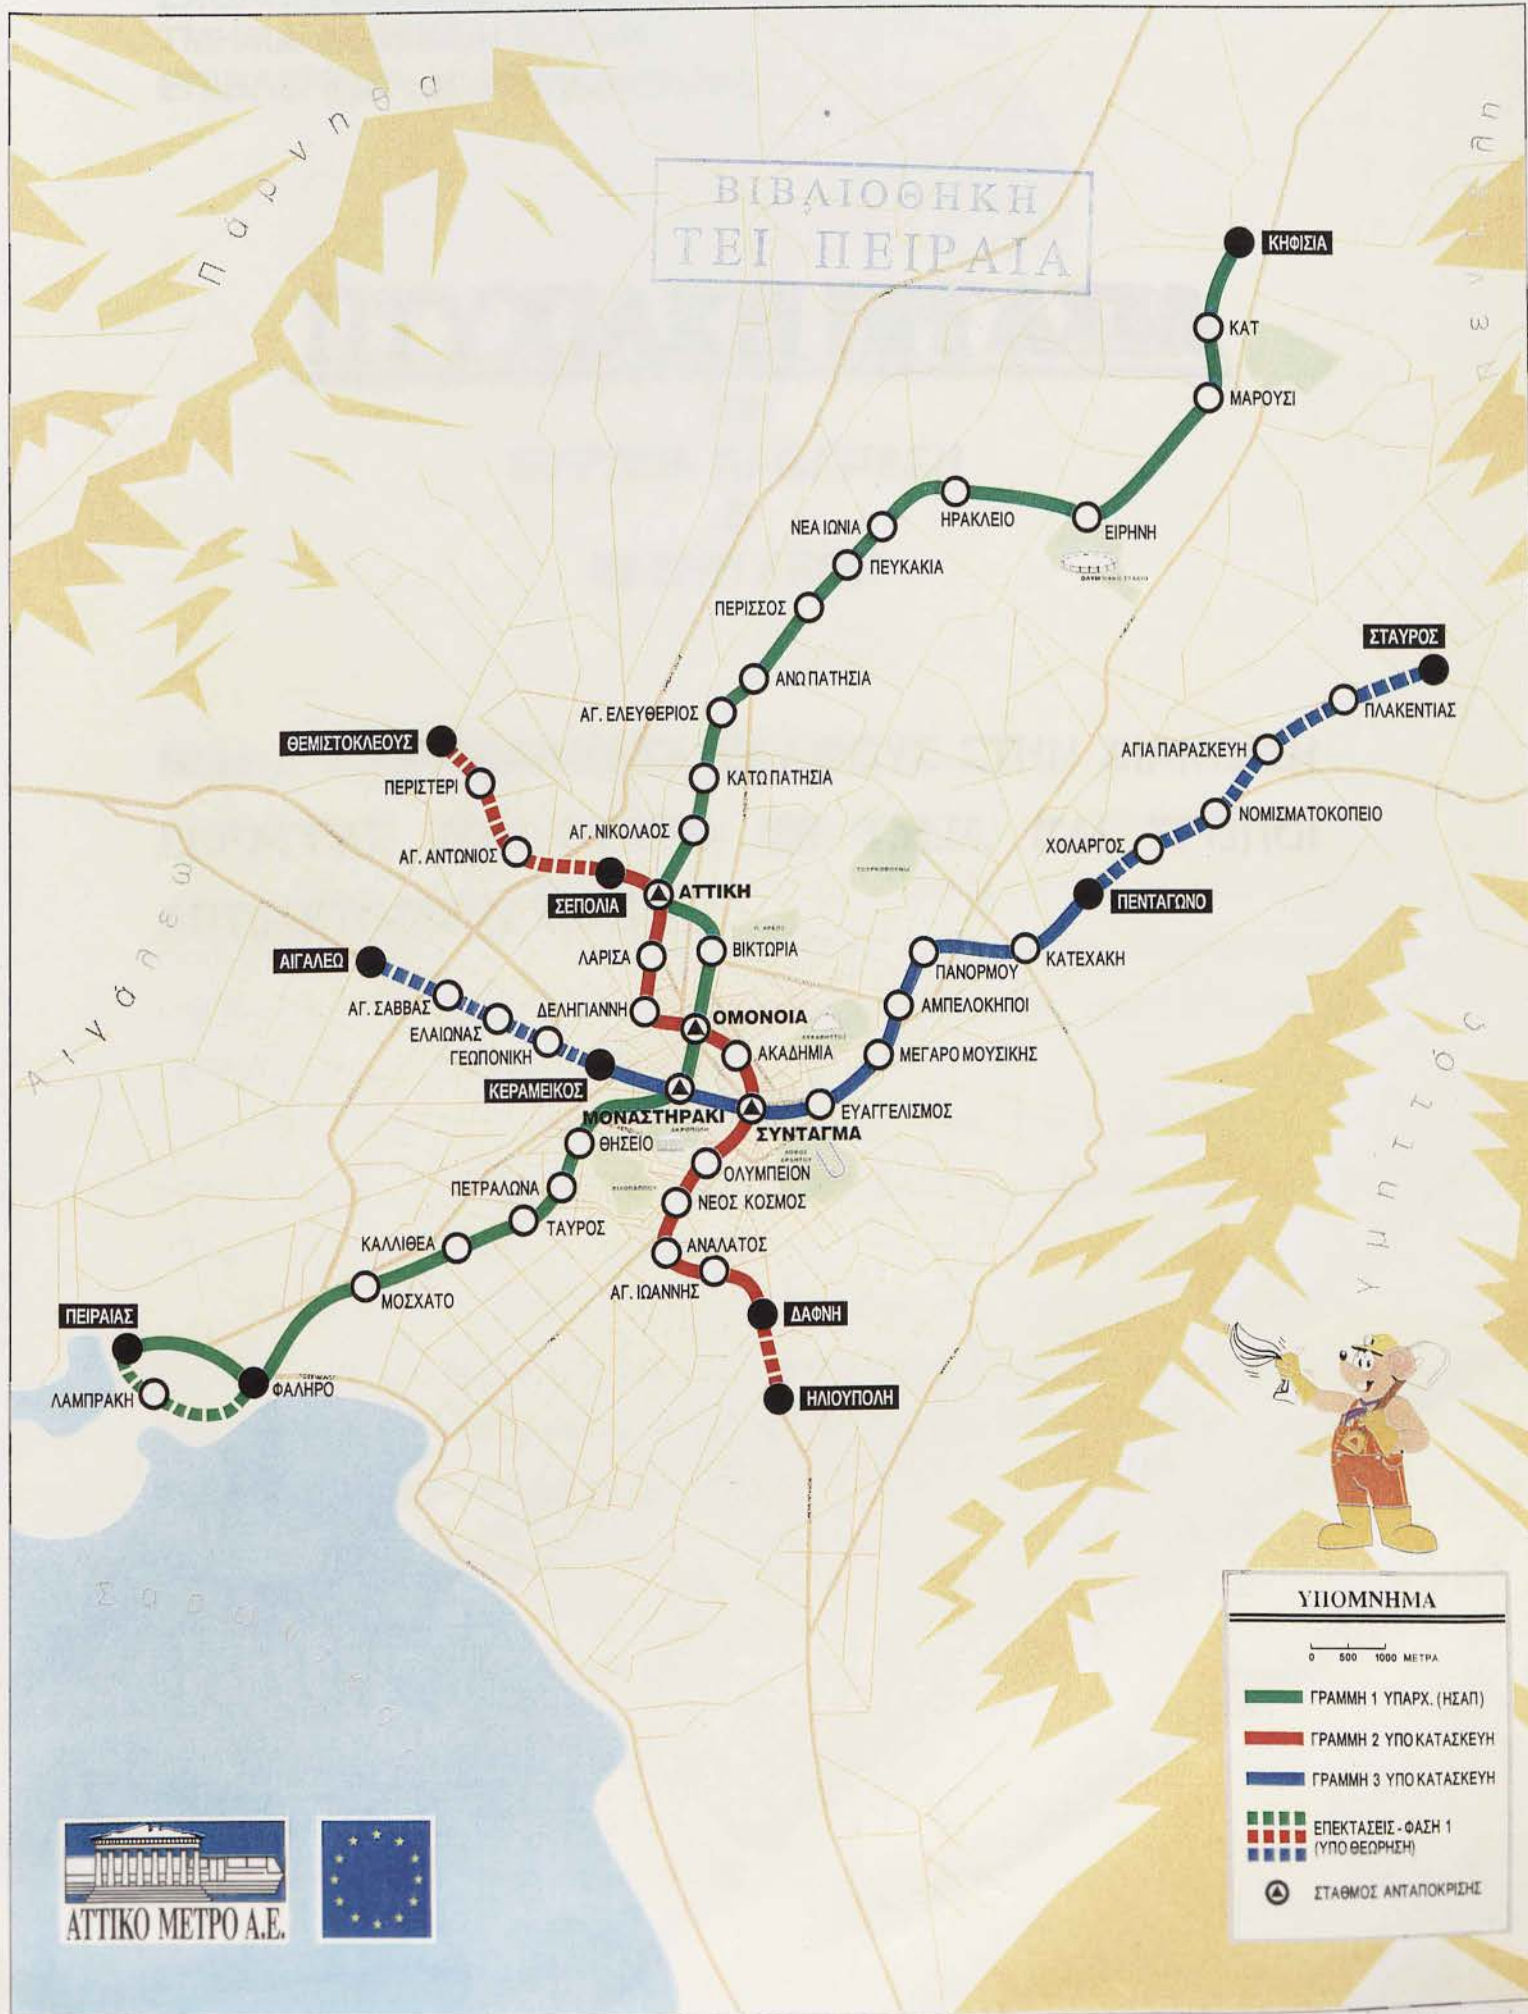 Πάρνηθα
ΒΙΒΛΙΟΘΗΚΗ
ΤΕΙ ΠΕΙΡΑΙΑ
ΚΗΦΙΣΙΑ
ΚΑΤ
ΜΑΡΟΥΣΙ
ΗΡΑΚΛΕΙΟ
ΕΙΡΗΝΗ
ΝΕΑ ΙΩΝΙΑ
ΠΕΥΚΑΚΙΑ
ΠΕΡΙΣΣΟΣ
ΣΤΑΥΡΟΣ
ΑΝΩ ΠΑΤΗΣΙΑ
ΠΛΑΚΕΝΤΙΑΣ
ΑΓ. ΕΛΕΥΘΕΡΙΟΣ
ΘΕΜΙΣΤΟΚΛΕΟΥΣ
ΑΓΙΑ ΠΑΡΑΣΚΕΥΗ
ΠΕΡΙΣΤΕΡΙ
ΚΑΤΩ ΠΑΤΗΣΙΑ
ΝΟΜΙΣΜΑΤΟΚΟΠΕΙΟ
ΑΓ. ΝΙΚΟΛΑΟΣ
ΧΟΛΑΡΓΟΣ
ΑΓ. ΑΝΤΩΝΙΟΣ
ΑΤΤΙΚΗ
ΣΕΠΟΛΙΑ
ΠΕΝΤΑΓΩΝΟ
ΛΑΡΙΣΑ
ΒΙΚΤΩΡΙΑ
ΑΙΓΑΛΕΩ
ΚΑΤΕΧΑΚΗ
ΠΑΝΟΡΜΟΥ
ΑΓ. ΣΑΒΒΑΣ
ΔΕΛΗΓΙΑΝΝΗ
ΑΜΠΕΛΟΚΗΠΟΙ
ΟΜΟΝΟΙΑ
ΕΛΑΙΩΝΑΣ
ΓΕΩΠΟΝΙΚΗ
ΑΚΑΔΗΜΙΑ
ΜΕΓΑΡΟ ΜΟΥΣΙΚΗΣ
ΚΕΡΑΜΕΙΚΟΣ
ΜΟΝΑΣΤΗΡΑΚΙ
ΕΥΑΓΓΕΛΙΣΜΟΣ
ΣΥΝΤΑΓΜΑ
ΘΗΣΕΙΟ
ΟΛΥΜΠΕΙΟΝ
ΠΕΤΡΑΛΩΝΑ
ΝΕΟΣ ΚΟΣΜΟΣ
ΤΑΥΡΟΣ
ΚΑΛΛΙΘΕΑ
ΑΝΑΛΑΤΟΣ
ΑΓ. ΙΩΑΝΝΗΣ
ΜΟΣΧΑΤΟ
ΔΑΦΝΗ
ΠΕΙΡΑΙΑΣ
ΦΑΛΗΡΟ
ΛΑΜΠΡΑΚΗ
ΗΛΙΟΥΠΟΛΗ
Υμηττός
ΥΠΟΜΝΗΜΑ
0 500 1000 ΜΕΤΡΑ
ΓΡΑΜΜΗ 1 ΥΠΑΡΧ. (ΗΣΑΠ)
ΓΡΑΜΜΗ 2 ΥΠΟ ΚΑΤΑΣΚΕΥΗ
ΓΡΑΜΜΗ 3 ΥΠΟ ΚΑΤΑΣΚΕΥΗ
ΕΠΕΚΤΑΣΕΙΣ - ΦΑΣΗ 1
(ΥΠΟ ΘΕΩΡΗΣΗ)
ΣΤΑΘΜΟΣ ΑΝΤΑΠΟΚΡΙΣΗΣ
ΑΤΤΙΚΟ ΜΕΤΡΟ Α.Ε.